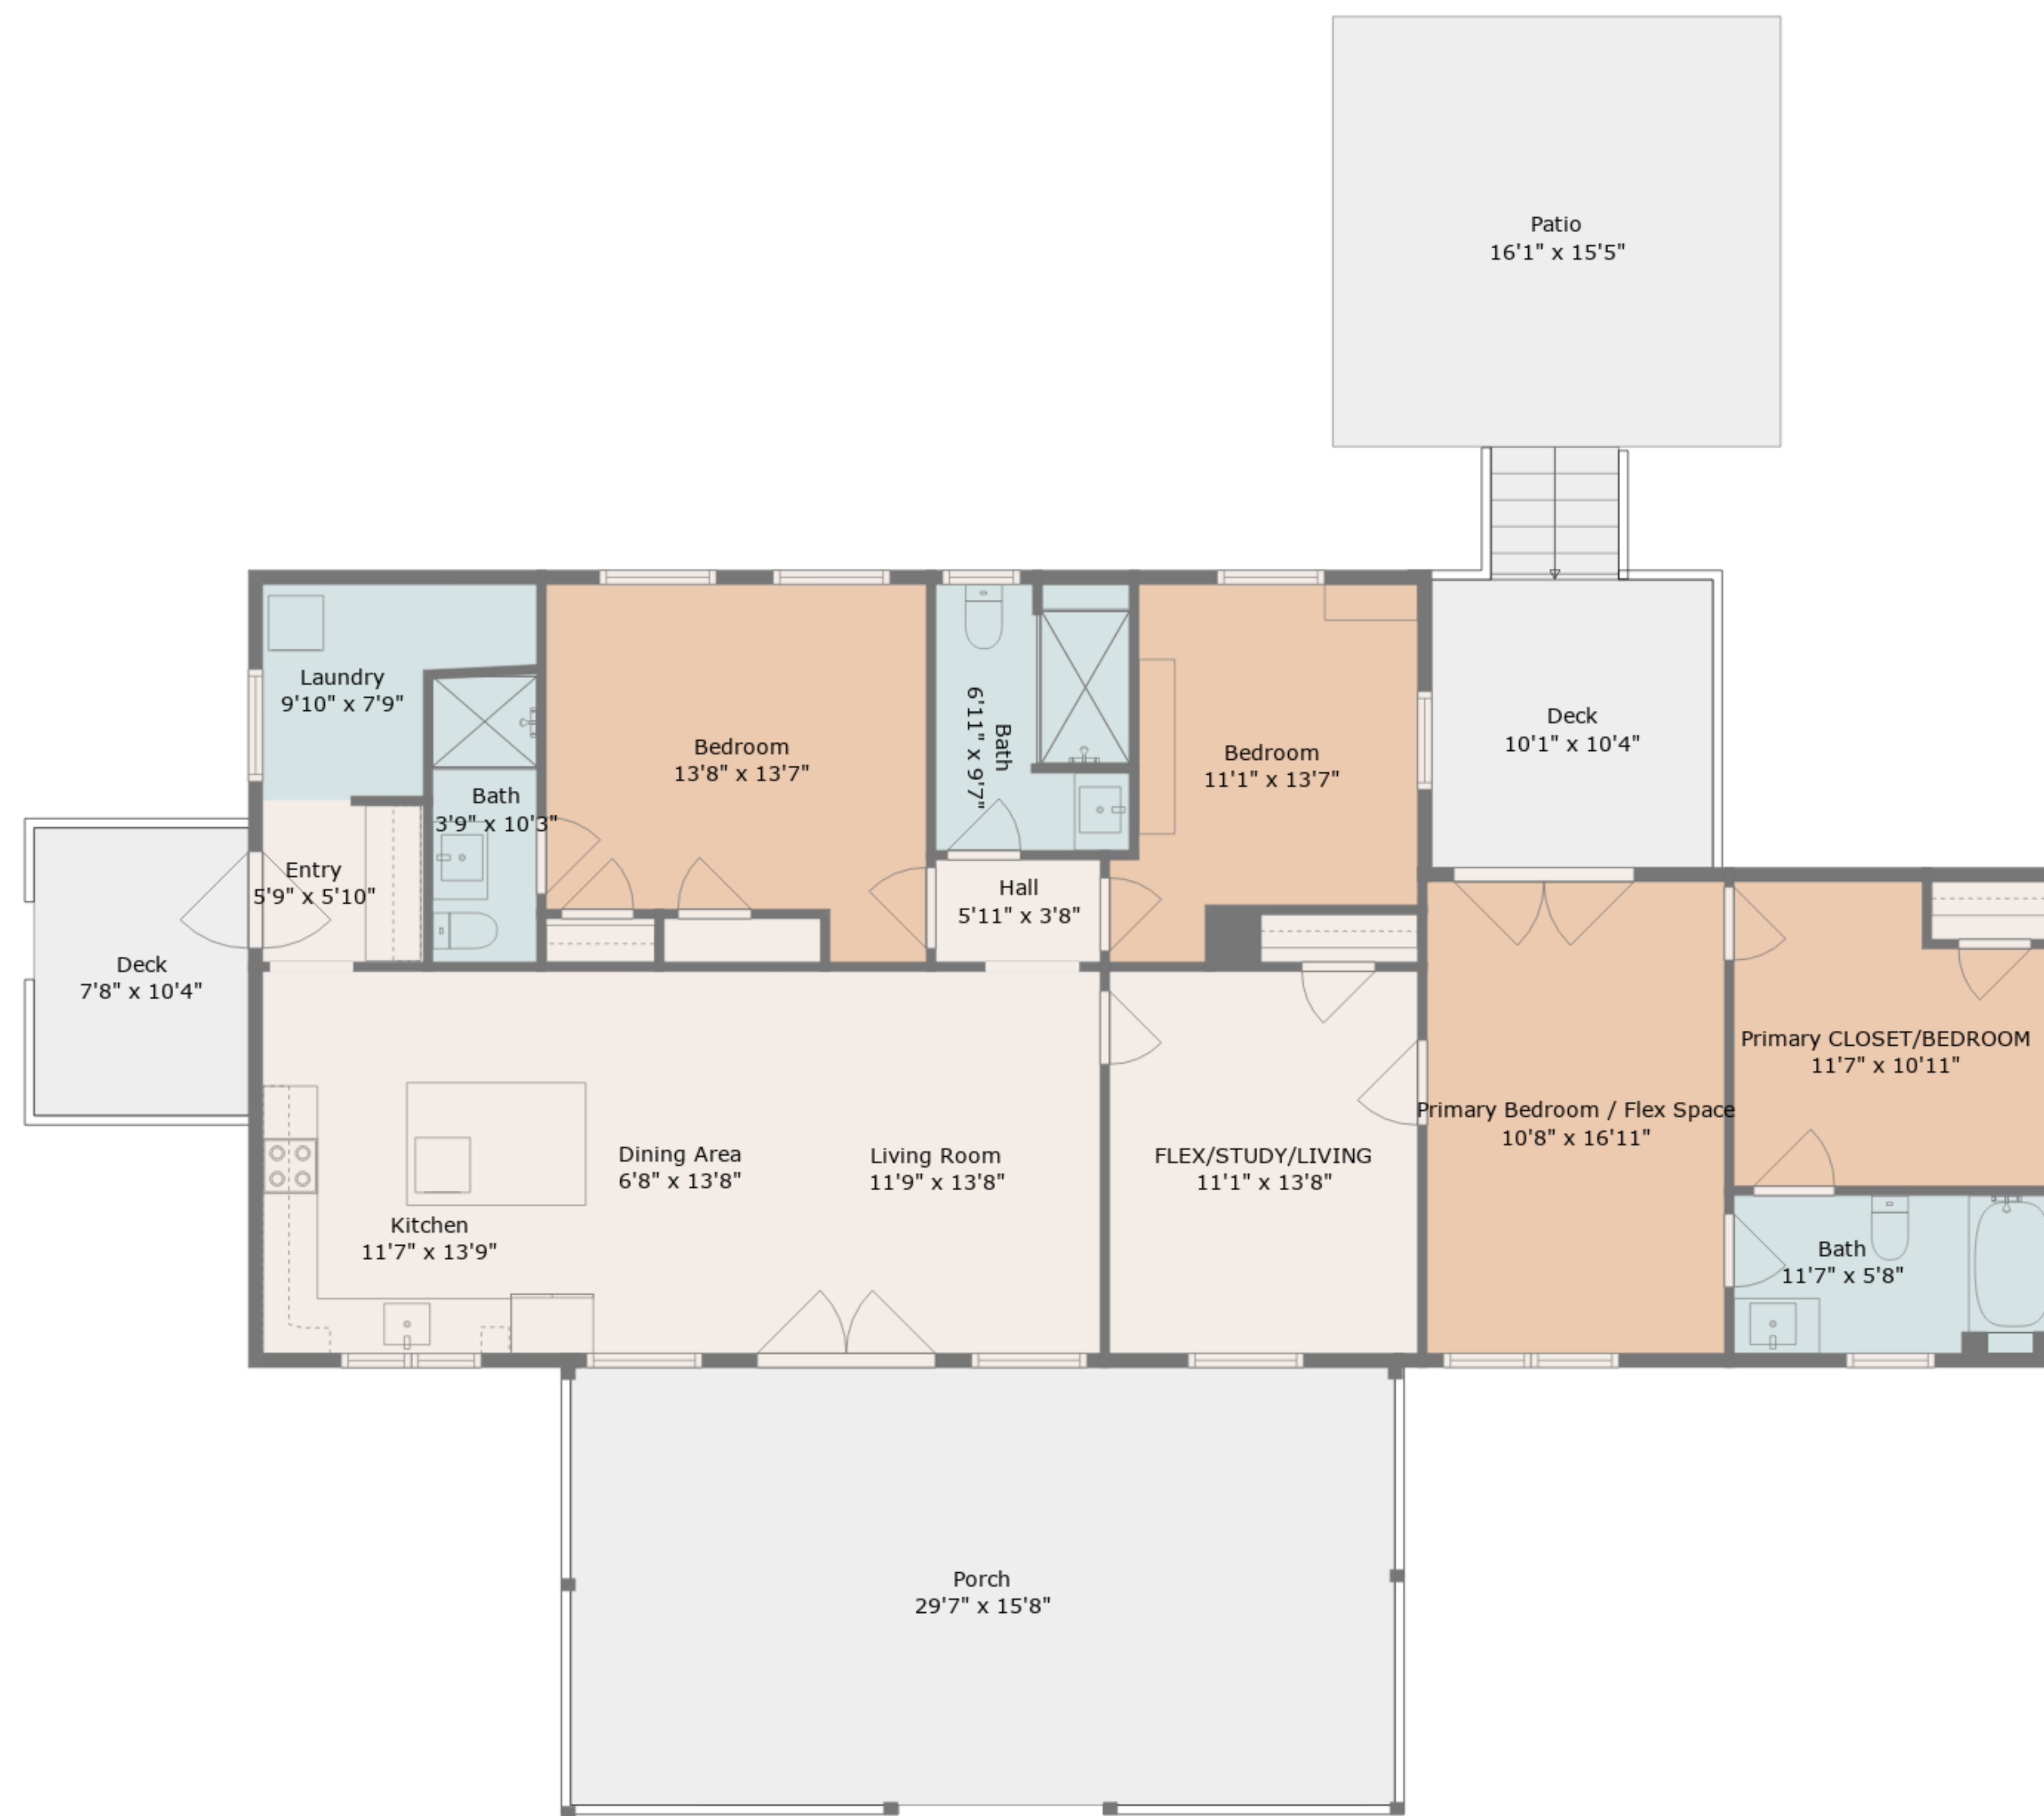 Patio
16'1" x 15'5"
Laundry
9'10" x 7'9"
Bedroom
13'8" x 13'7"
Bath
6'11" x 9'7"
Bedroom
11'1" x 13'7"
Deck
10'1" x 10'4"
Bath
3'9" x 10'3"
Entry
5'9" x 5'10"
Hall
5'11" x 3'8"
Deck
7'8" x 10'4"
Primary CLOSET/BEDROOM
11'7" x 10'11"
Primary Bedroom / Flex Space
10'8" x 16'11"
Dining Area
6'8" x 13'8"
Living Room
11'9" x 13'8"
FLEX/STUDY/LIVING
11'1" x 13'8"
Kitchen
11'7" x 13'9"
Bath
11'7" x 5'8"
Porch
29'7" x 15'8"